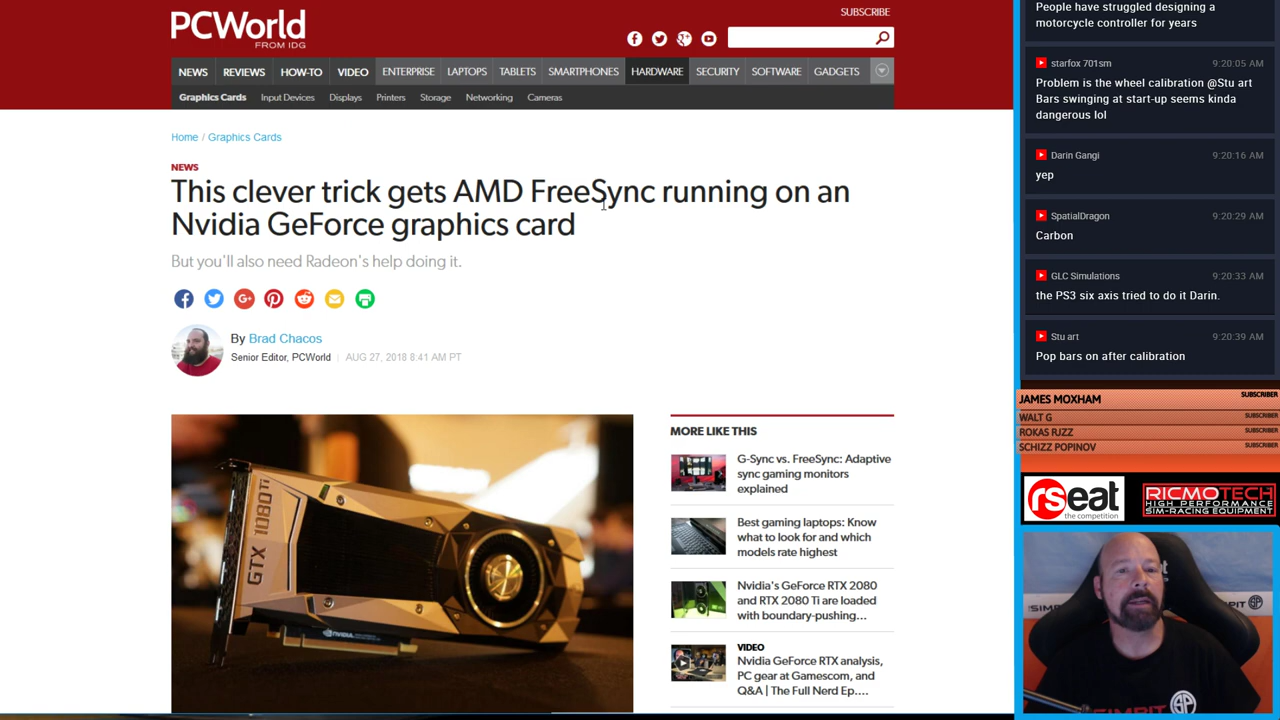 PCWorld
FROM IDG
SUBSCRIBE
NEWS REVIEWS HOW-TO VIDEO ENTERPRISE LAPTOPS TABLETS SMARTPHONES HARDWARE SECURITY SOFTWARE GADGETS
Graphics Cards Input Devices Displays Printers Storage Networking Cameras
Home / Graphics Cards
NEWS
This clever trick gets AMD FreeSync running on an
Nvidia GeForce graphics card
But you'll also need Radeon's help doing it.
By Brad Chacos
Senior Editor, PCWorld | AUG 27, 2018 8:41 AM PT
GTX 1080 Ti
NVIDIA
MORE LIKE THIS
G-Sync vs. FreeSync: Adaptive
sync gaming monitors
explained
Best gaming laptops: Know
what to look for and which
models rate highest
Nvidia's GeForce RTX 2080
and RTX 2080 Ti are loaded
with boundary-pushing...
VIDEO
Nvidia GeForce RTX analysis,
PC gear at Gamescom, and
Q&A | The Full Nerd Ep....
People have struggled designing a
motorcycle controller for years
starfox 701sm 9:20:05 AM
Problem is the wheel calibration @Stu art
Bars swinging at start-up seems kinda
dangerous lol
Darin Gangi 9:20:16 AM
yep
SpatialDragon 9:20:29 AM
Carbon
GLC Simulations 9:20:33 AM
the PS3 six axis tried to do it Darin.
Stu art 9:20:39 AM
Pop bars on after calibration
JAMES MOXHAM SUBSCRIBER
WALT G SUBSCRIBER
ROKAS RJZZ SUBSCRIBER
SCHIZZ POPINOV SUBSCRIBER
rseat
the competition
RICMOTECH
HIGH PERFORMANCE
SIM-RACING EQUIPMENT
SIMPIT